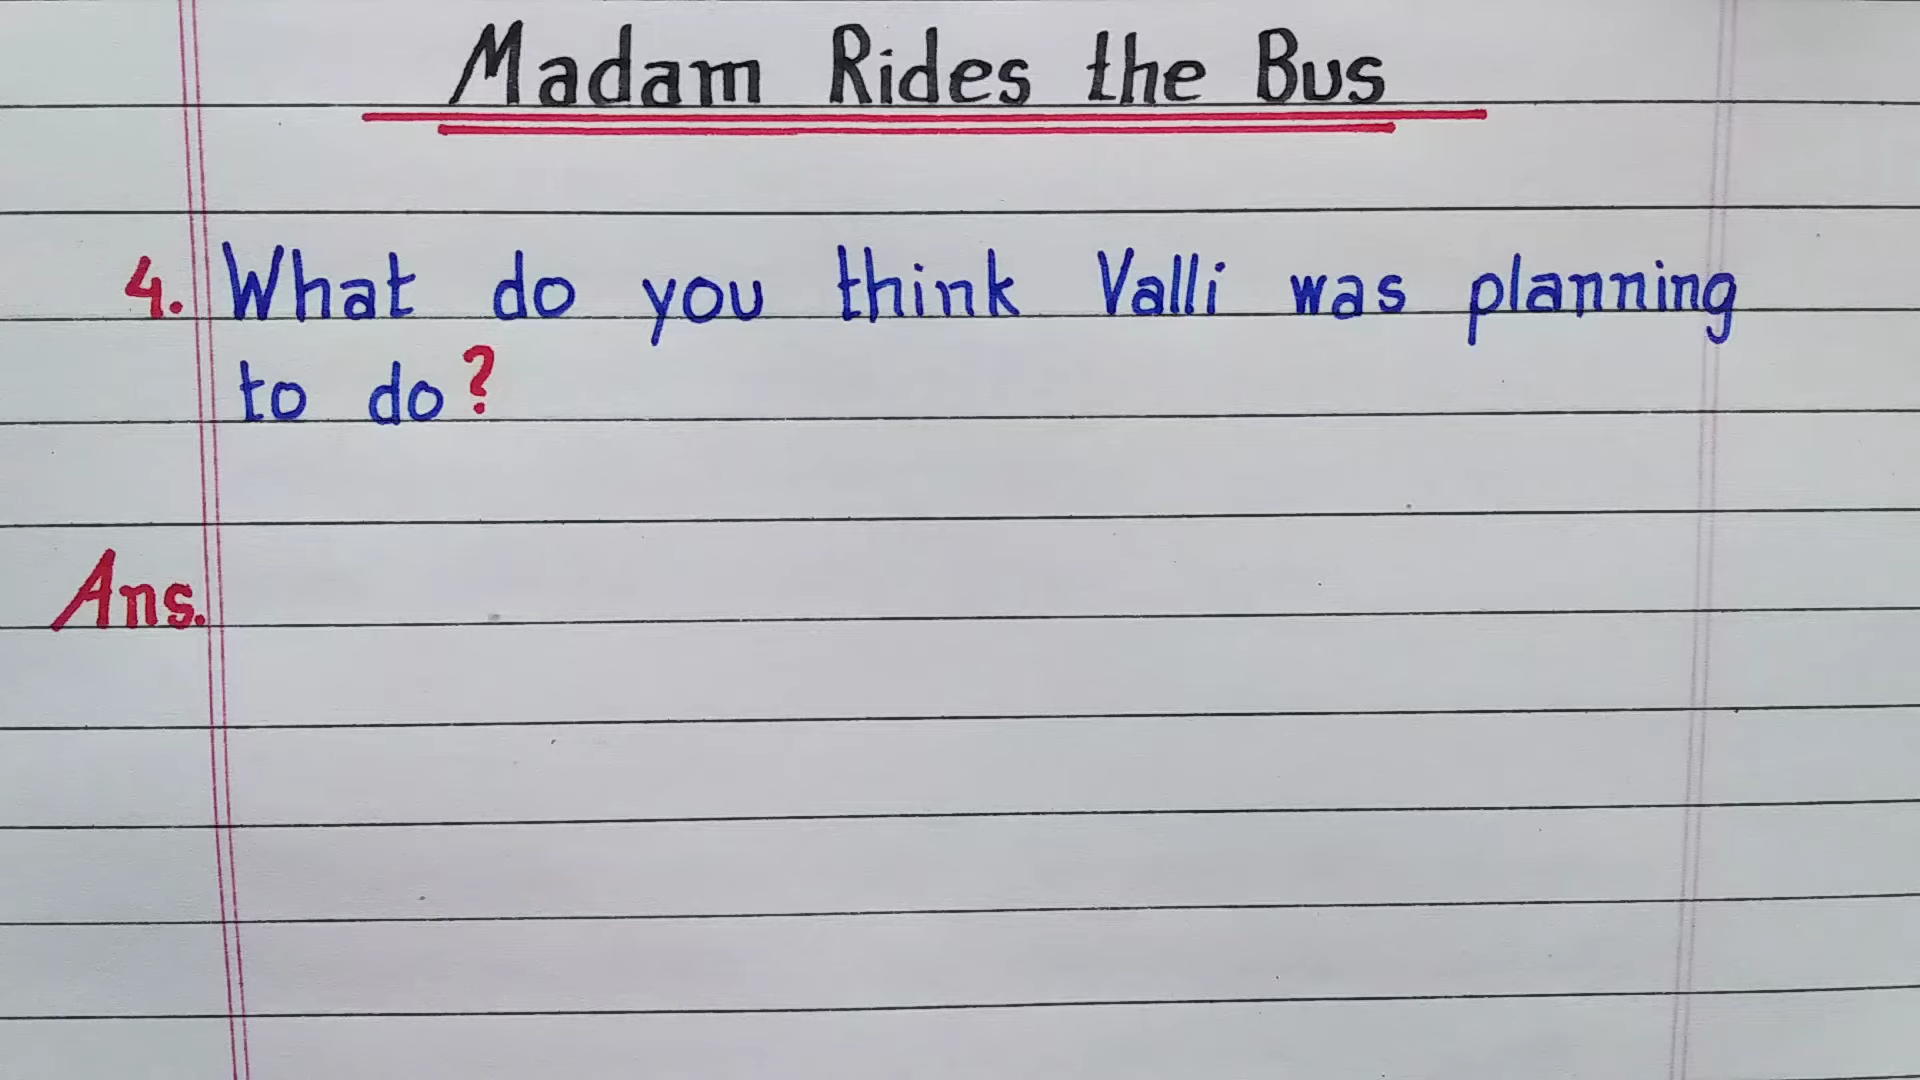 Madam Rides the Bus
4. What do you think Valli was planning
to do?
Ans.